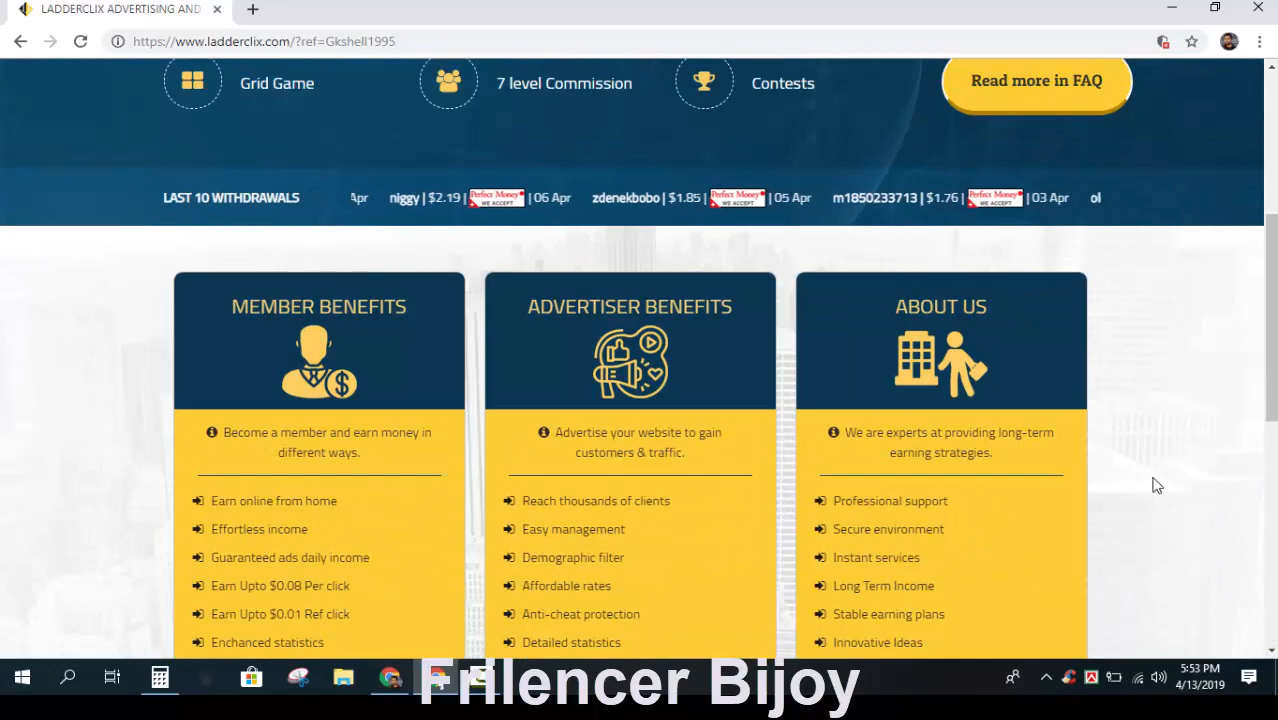 LADDERCLIX ADVERTISING AND
https://www.ladderclix.com/?ref=Gkshell1995
Grid Game
7 level Commission
Contests
Read more in FAQ
LAST 10 WITHDRAWALS Apr niggy | $2.19 | Perfect Money WE ACCEPT | 06 Apr zdenekbobo | $1.85 | Perfect Money WE ACCEPT | 05 Apr m1850233713 | $1.76 | Perfect Money WE ACCEPT | 03 Apr ol
MEMBER BENEFITS
Become a member and earn money in
different ways.
Earn online from home
Effortless income
Guaranteed ads daily income
Earn Upto $0.08 Per click
Earn Upto $0.01 Ref click
Enchanced statistics
ADVERTISER BENEFITS
Advertise your website to gain
customers & traffic.
Reach thousands of clients
Easy management
Demographic filter
Affordable rates
Anti-cheat protection
Detailed statistics
ABOUT US
We are experts at providing long-term
earning strategies.
Professional support
Secure environment
Instant services
Long Term Income
Stable earning plans
Innovative Ideas
Frilencer Bijoy
5:53 PM
4/13/2019